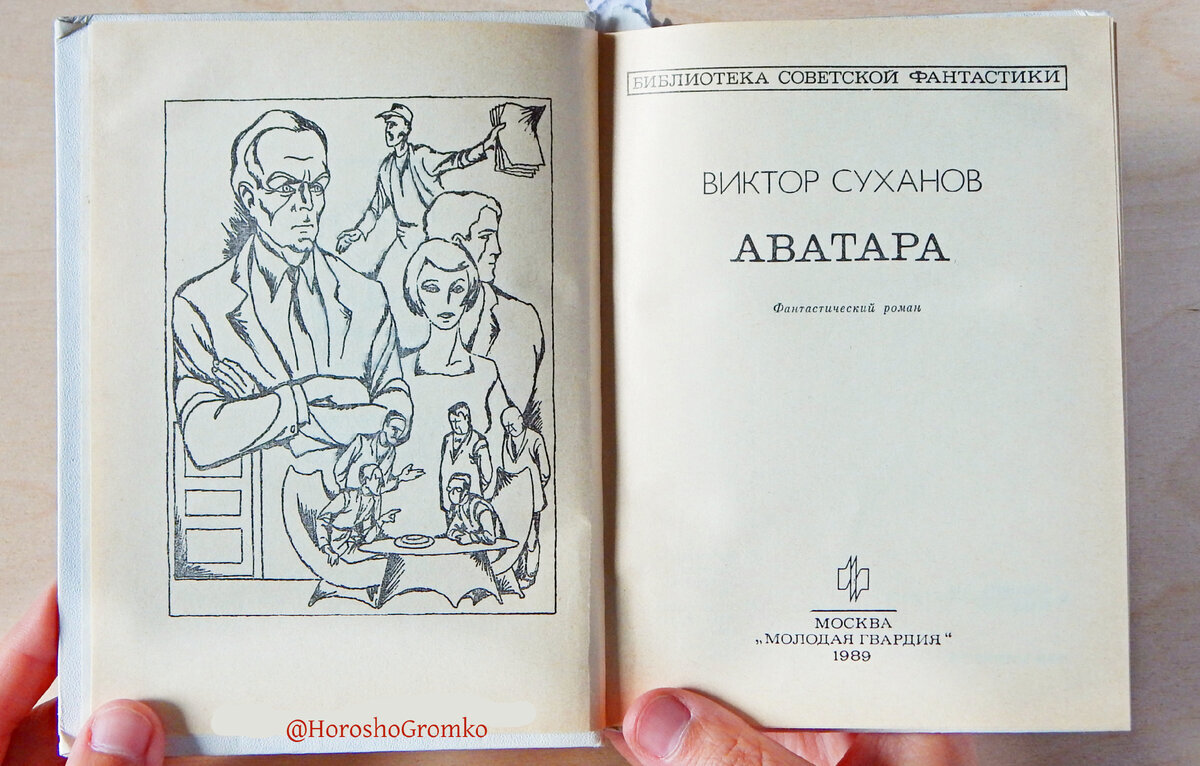 @HoroshoGromko
БИБЛИОТЕКА СОВЕТСКОЙ ФАНТАСТИКИ
ВИКТОР СУХАНОВ
АВАТАРА
Фантастический роман
МОСКВА
„МОЛОДАЯ ГВАРДИЯ“
1989